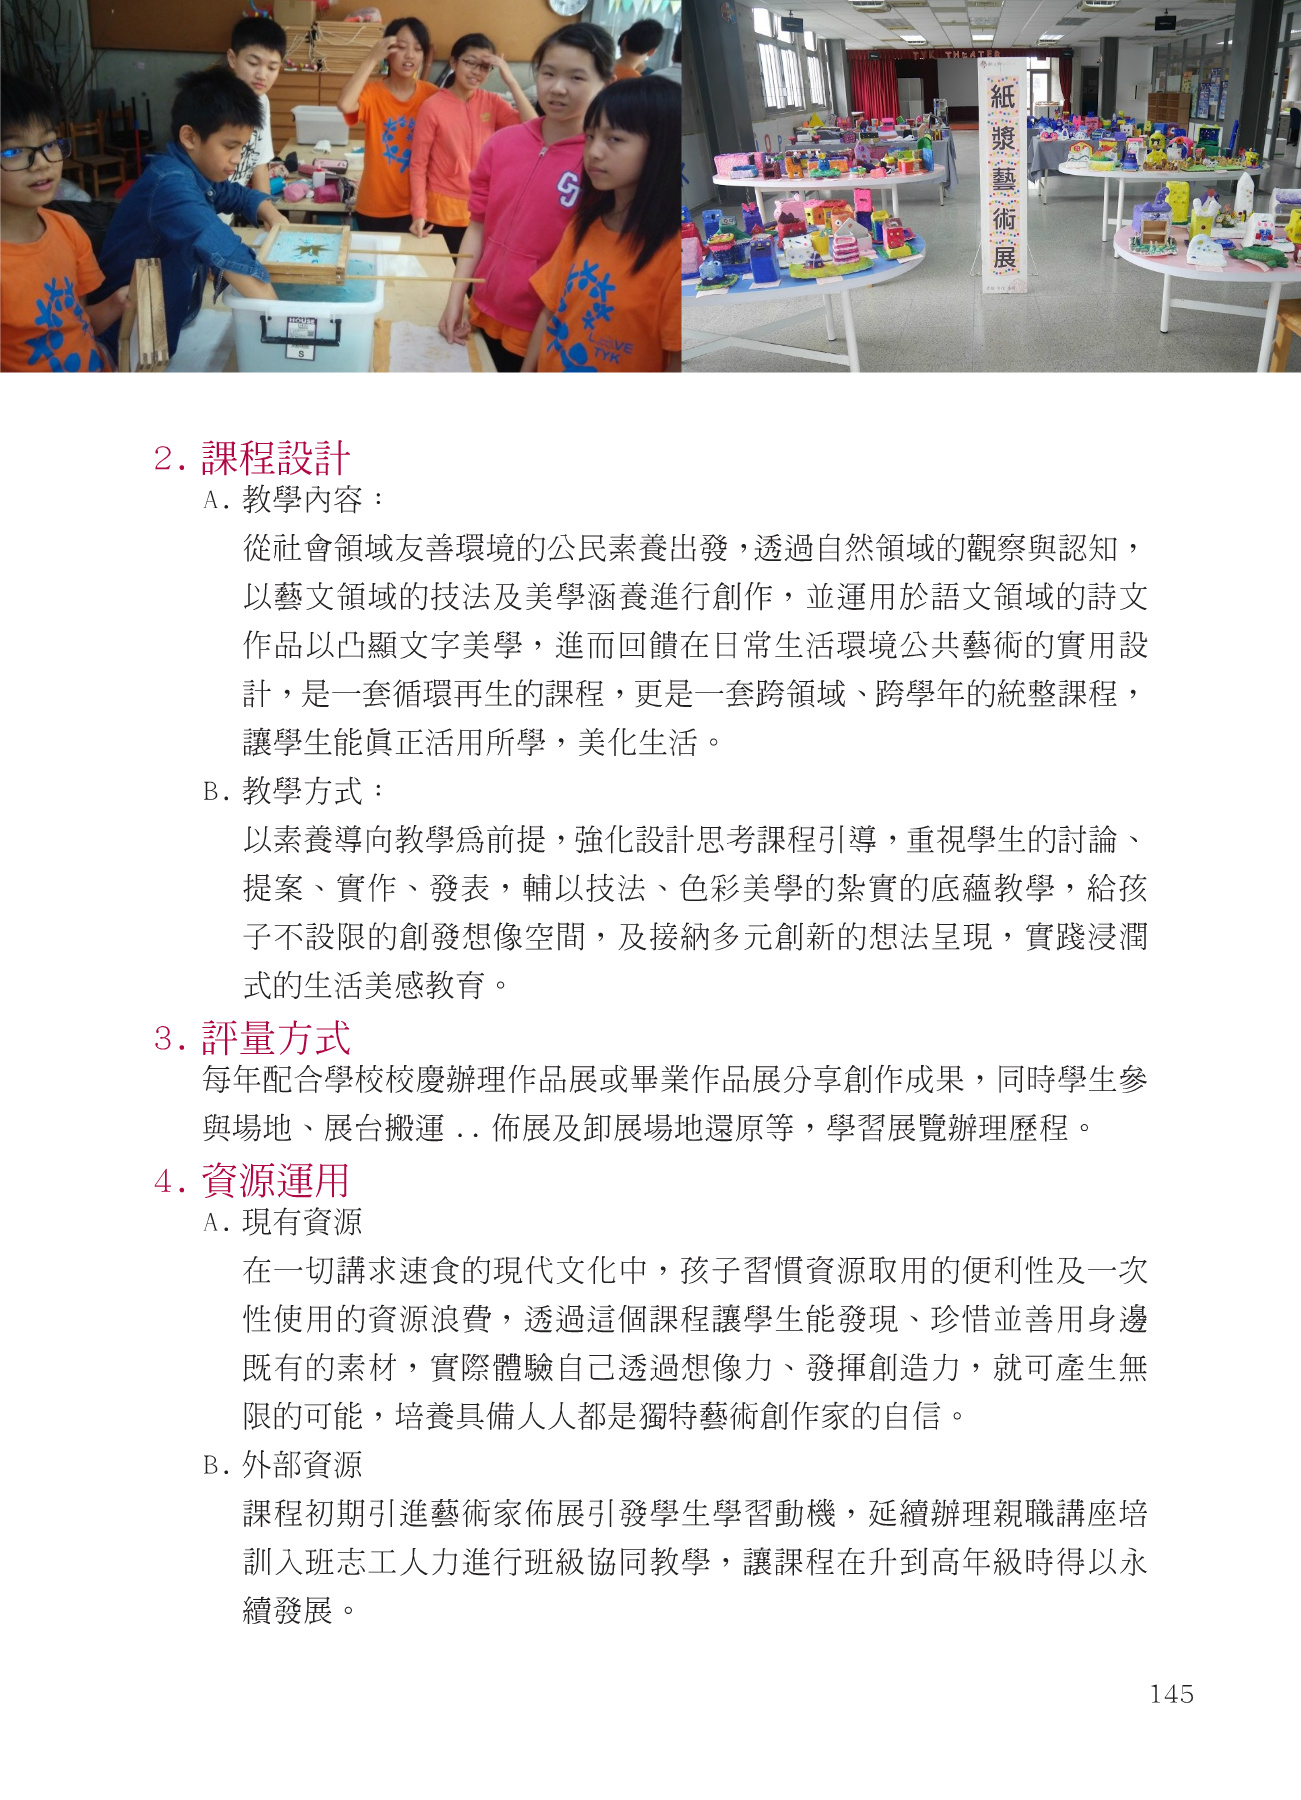 HOUSE
S
LOVE
TYK
TYK THEATER
紙漿藝術展
2. 課程設計
A. 教學內容：
從社會領域友善環境的公民素養出發，透過自然領域的觀察與認知，
以藝文領域的技法及美學涵養進行創作，並運用於語文領域的詩文
作品以凸顯文字美學，進而回饋在日常生活環境公共藝術的實用設
計，是一套循環再生的課程，更是一套跨領域、跨學年的統整課程，
讓學生能眞正活用所學，美化生活。
B. 教學方式：
以素養導向教學爲前提，強化設計思考課程引導，重視學生的討論、
提案、實作、發表，輔以技法、色彩美學的紮實的底蘊教學，給孩
子不設限的創發想像空間，及接納多元創新的想法呈現，實踐浸潤
式的生活美感教育。
3. 評量方式
每年配合學校校慶辦理作品展或畢業作品展分享創作成果，同時學生參
與場地、展台搬運 .. 佈展及卸展場地還原等，學習展覽辦理歷程。
4. 資源運用
A. 現有資源
在一切講求速食的現代文化中，孩子習慣資源取用的便利性及一次
性使用的資源浪費，透過這個課程讓學生能發現、珍惜並善用身邊
既有的素材，實際體驗自己透過想像力、發揮創造力，就可產生無
限的可能，培養具備人人都是獨特藝術創作家的自信。
B. 外部資源
課程初期引進藝術家佈展引發學生學習動機，延續辦理親職講座培
訓入班志工人力進行班級協同教學，讓課程在升到高年級時得以永
續發展。
145